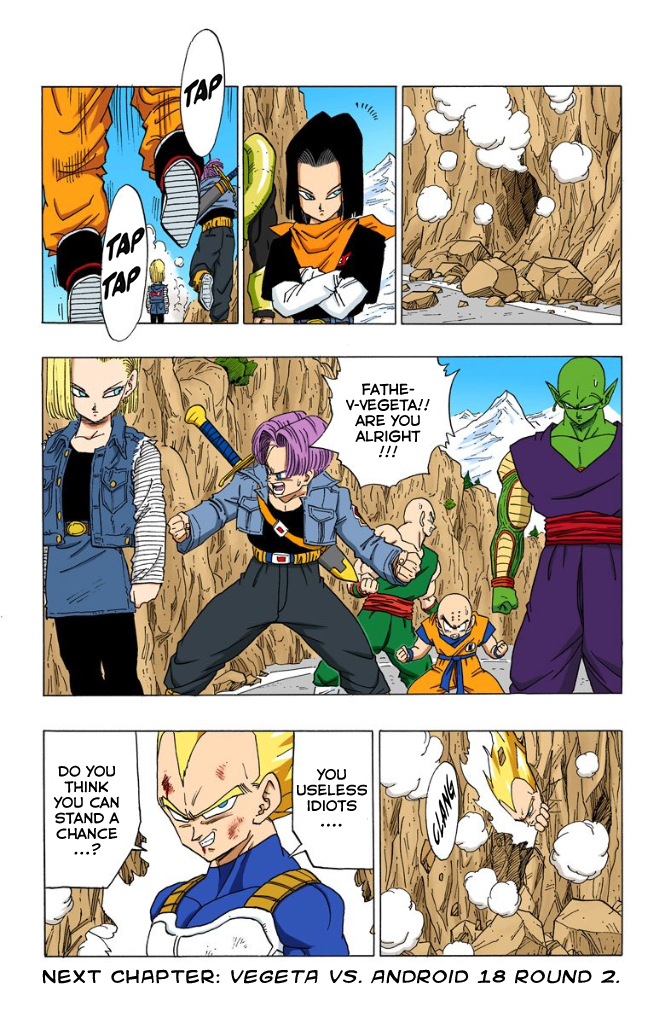 TAP
TAP
TAP
FATHE-
V-VEGETA!!
ARE YOU
ALRIGHT
!!!
CLANG
YOU
USELESS
IDIOTS
....
DO YOU
THINK
YOU CAN
STAND A
CHANCE
...?
NEXT CHAPTER: VEGETA VS. ANDROID 18 ROUND 2.